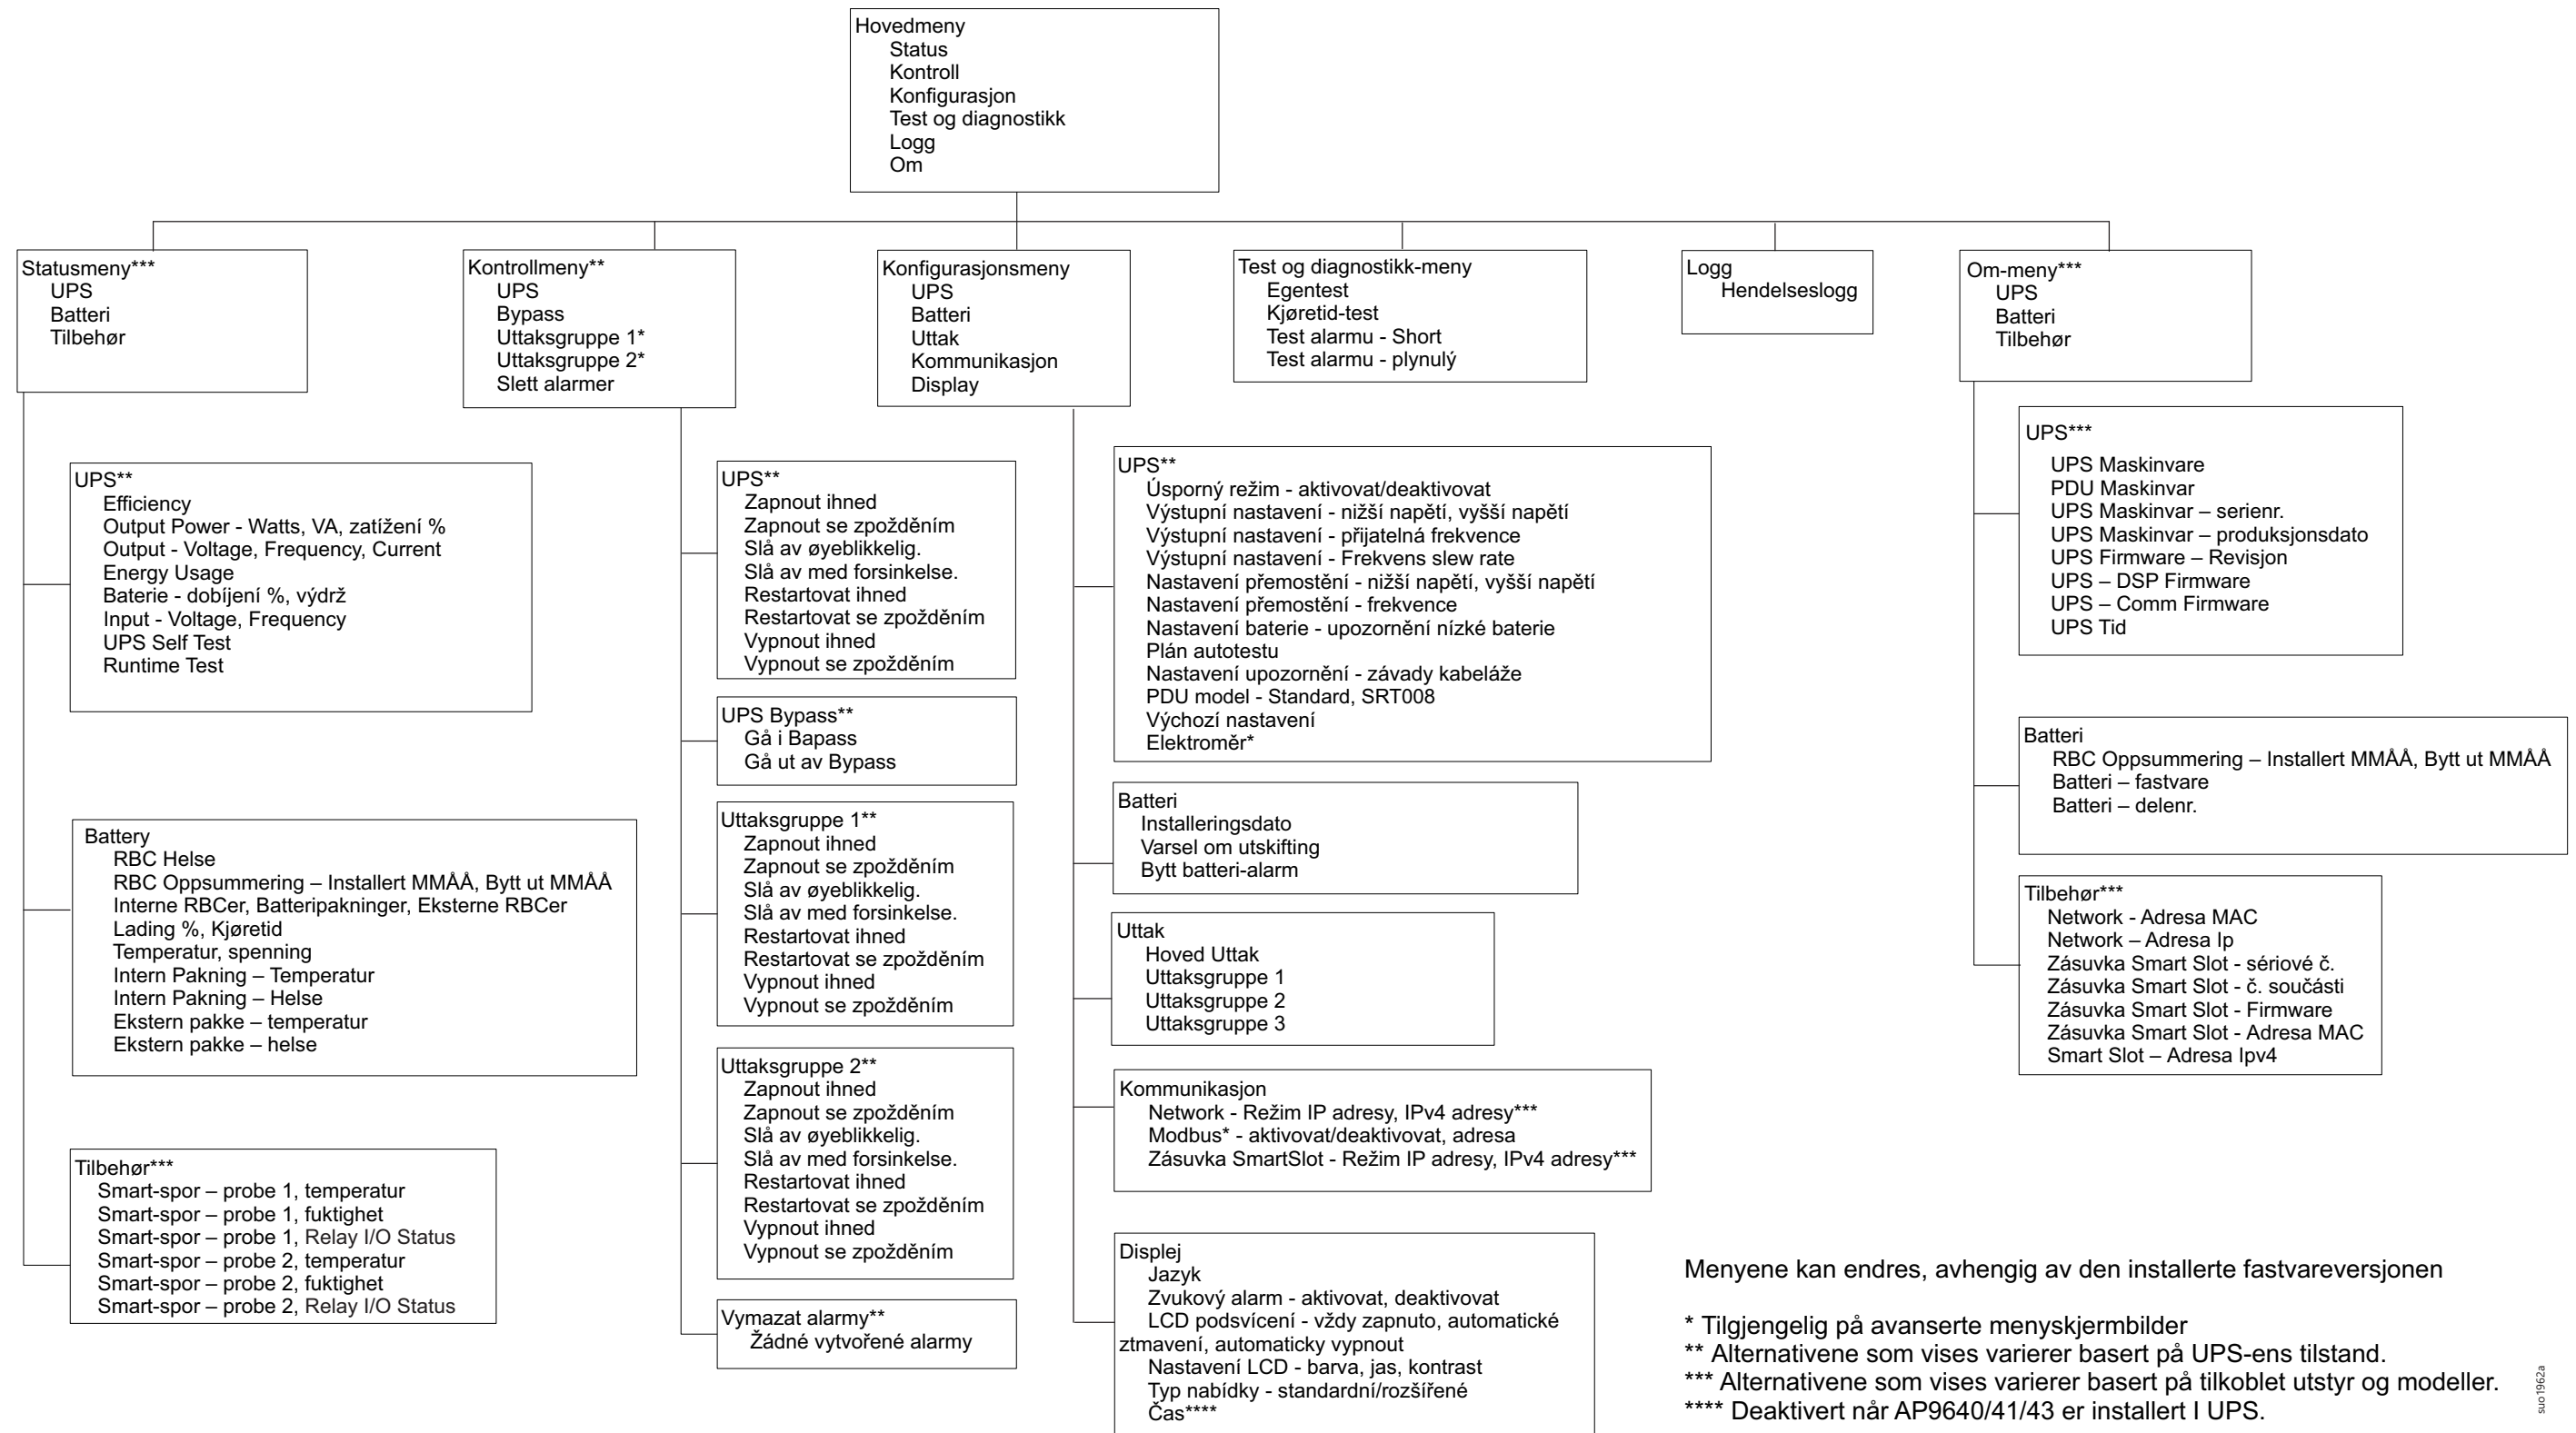 Hovedmeny
Status
Kontroll
Konfigurasjon
Test og diagnostikk
Logg
Om
Statusmeny***
UPS
Batteri
Tilbehør
UPS**
Efficiency
Output Power - Watts, VA, zatížení %
Output - Voltage, Frequency, Current
Energy Usage
Baterie - dobíjení %, výdrž
Input - Voltage, Frequency
UPS Self Test
Runtime Test
Battery
RBC Helse
RBC Oppsummering – Installert MMÅÅ, Bytt ut MMÅÅ
Interne RBCer, Batteripakninger, Eksterne RBCer
Lading %, Kjøretid
Temperatur, spenning
Intern Pakning – Temperatur
Intern Pakning – Helse
Ekstern pakke – temperatur
Ekstern pakke – helse
Tilbehør***
Smart-spor – probe 1, temperatur
Smart-spor – probe 1, fuktighet
Smart-spor – probe 1, Relay I/O Status
Smart-spor – probe 2, temperatur
Smart-spor – probe 2, fuktighet
Smart-spor – probe 2, Relay I/O Status
Kontrollmeny**
UPS
Bypass
Uttaksgruppe 1*
Uttaksgruppe 2*
Slett alarmer
UPS**
Zapnout ihned
Zapnout se zpožděním
Slå av øyeblikkelig.
Slå av med forsinkelse.
Restartovat ihned
Restartovat se zpožděním
Vypnout ihned
Vypnout se zpožděním
UPS Bypass**
Gå i Bapass
Gå ut av Bypass
Uttaksgruppe 1**
Zapnout ihned
Zapnout se zpožděním
Slå av øyeblikkelig.
Slå av med forsinkelse.
Restartovat ihned
Restartovat se zpožděním
Vypnout ihned
Vypnout se zpožděním
Uttaksgruppe 2**
Zapnout ihned
Zapnout se zpožděním
Slå av øyeblikkelig.
Slå av med forsinkelse.
Restartovat ihned
Restartovat se zpožděním
Vypnout ihned
Vypnout se zpožděním
Vymazat alarmy**
Žádné vytvořené alarmy
Konfigurasjonsmeny
UPS
Batteri
Uttak
Kommunikasjon
Display
UPS**
Úsporný režim - aktivovat/deaktivovat
Výstupní nastavení - nižší napětí, vyšší napětí
Výstupní nastavení - přijatelná frekvence
Výstupní nastavení - Frekvens slew rate
Nastavení přemostění - nižší napětí, vyšší napětí
Nastavení přemostění - frekvence
Nastavení baterie - upozornění nízké baterie
Plán autotestu
Nastavení upozornění - závady kabeláže
PDU model - Standard, SRT008
Výchozí nastavení
Elektroměr*
Batteri
Installeringsdato
Varsel om utskifting
Bytt batteri-alarm
Uttak
Hoved Uttak
Uttaksgruppe 1
Uttaksgruppe 2
Uttaksgruppe 3
Kommunikasjon
Network - Režim IP adresy, IPv4 adresy***
Modbus* - aktivovat/deaktivovat, adresa
Zásuvka SmartSlot - Režim IP adresy, IPv4 adresy***
Displej
Jazyk
Zvukový alarm - aktivovat, deaktivovat
LCD podsvícení - vždy zapnuto, automatické
ztmavení, automaticky vypnout
Nastavení LCD - barva, jas, kontrast
Typ nabídky - standardní/rozšířené
Čas****
Test og diagnostikk-meny
Egentest
Kjøretid-test
Test alarmu - Short
Test alarmu - plynulý
Logg
Hendelseslogg
Om-meny***
UPS
Batteri
Tilbehør
UPS***
UPS Maskinvare
PDU Maskinvar
UPS Maskinvar – serienr.
UPS Maskinvar – produksjonsdato
UPS Firmware – Revisjon
UPS – DSP Firmware
UPS – Comm Firmware
UPS Tid
Batteri
RBC Oppsummering – Installert MMÅÅ, Bytt ut MMÅÅ
Batteri – fastvare
Batteri – delenr.
Tilbehør***
Network - Adresa MAC
Network – Adresa Ip
Zásuvka Smart Slot - sériové č.
Zásuvka Smart Slot - č. součásti
Zásuvka Smart Slot - Firmware
Zásuvka Smart Slot - Adresa MAC
Smart Slot – Adresa Ipv4
Menyene kan endres, avhengig av den installerte fastvareversjonen
* Tilgjengelig på avanserte menyskjermbilder
** Alternativene som vises varierer basert på UPS-ens tilstand.
*** Alternativene som vises varierer basert på tilkoblet utstyr og modeller.
**** Deaktivert når AP9640/41/43 er installert I UPS.
suo1962a